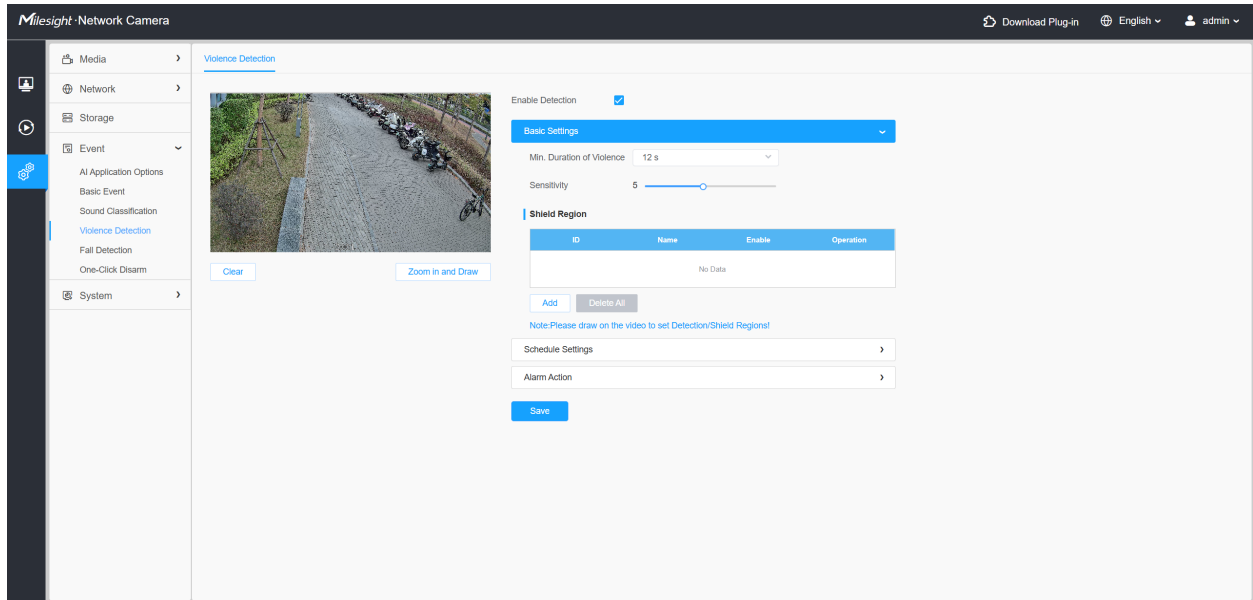 Milesight ·Network Camera
Download Plug-in
English
admin
Media
Network
Storage
Event
AI Application Options
Basic Event
Sound Classification
Violence Detection
Fall Detection
One-Click Disarm
System
Violence Detection
Clear
Zoom in and Draw
Enable Detection
Basic Settings
Min. Duration of Violence 12 s
Sensitivity 5
Shield Region
ID Name Enable Operation
No Data
Add Delete All
Note:Please draw on the video to set Detection/Shield Regions!
Schedule Settings
Alarm Action
Save